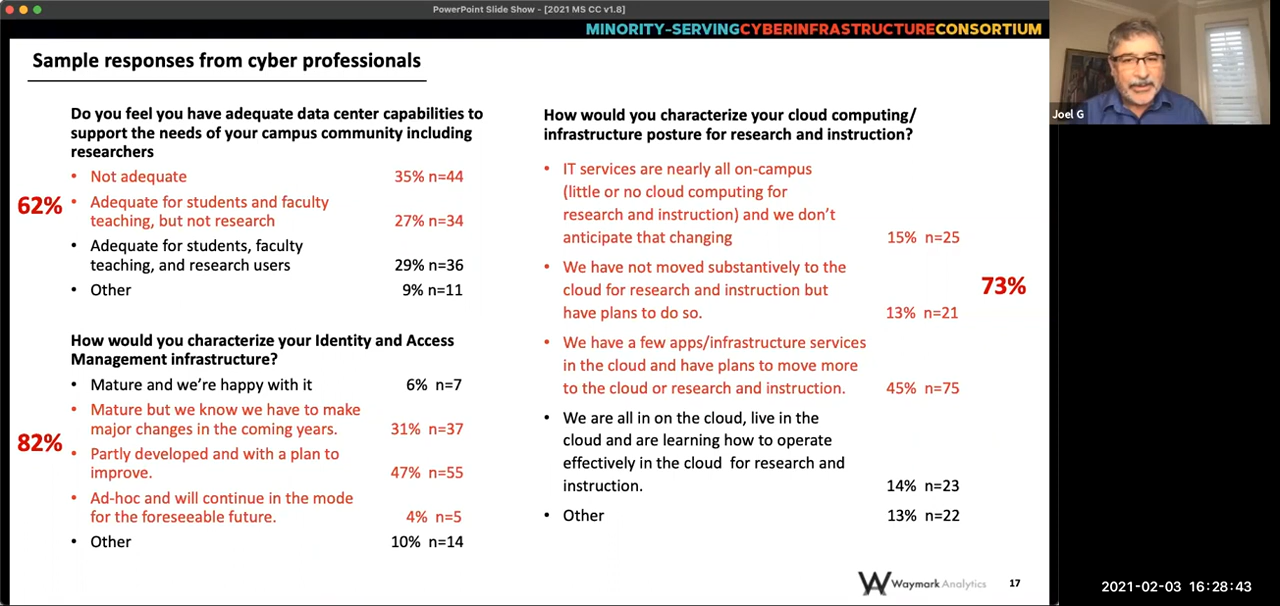 PowerPoint Slide Show - [2021 MS CC v1.8]
MINORITY-SERVINGCYBERINFRASTRUCTURECONSORTIUM
Sample responses from cyber professionals
Do you feel you have adequate data center capabilities to
support the needs of your campus community including
researchers
• Not adequate 35% n=44
62%
• Adequate for students and faculty
teaching, but not research 27% n=34
• Adequate for students, faculty
teaching, and research users 29% n=36
• Other 9% n=11
How would you characterize your Identity and Access
Management infrastructure?
• Mature and we're happy with it 6% n=7
• Mature but we know we have to make
major changes in the coming years. 31% n=37
82%
• Partly developed and with a plan to
improve. 47% n=55
• Ad-hoc and will continue in the mode
for the foreseeable future. 4% n=5
• Other 10% n=14
How would you characterize your cloud computing/
infrastructure posture for research and instruction?
• IT services are nearly all on-campus
(little or no cloud computing for
research and instruction) and we don't
anticipate that changing 15% n=25
• We have not moved substantively to the
cloud for research and instruction but
have plans to do so. 13% n=21
73%
• We have a few apps/infrastructure services
in the cloud and have plans to move more
to the cloud or research and instruction. 45% n=75
• We are all in on the cloud, live in the
cloud and are learning how to operate
effectively in the cloud for research and
instruction. 14% n=23
• Other 13% n=22
Waymark Analytics
17
Joel G
2021-02-03 16:28:43